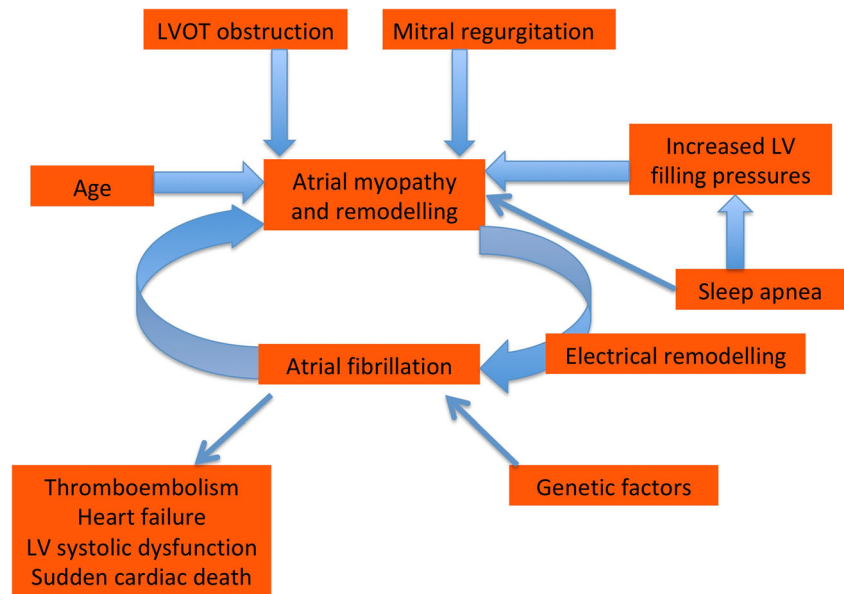 LVOT obstruction
Mitral regurgitation
Increased LV
filling pressures
Age
Atrial myopathy
and remodelling
Sleep apnea
Electrical remodelling
Atrial fibrillation
Genetic factors
Thromboembolism
Heart failure
LV systolic dysfunction
Sudden cardiac death